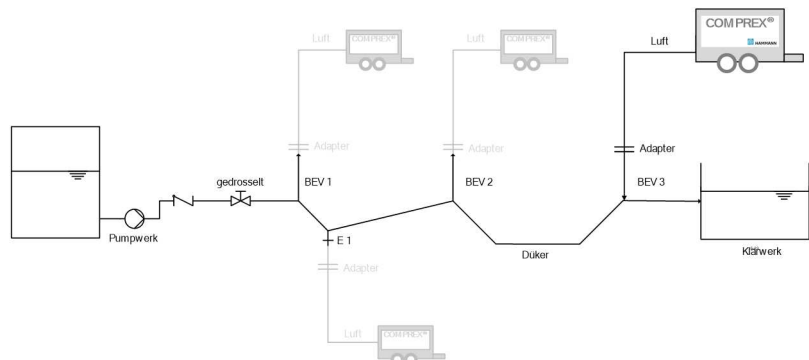 COMPREX®
HAMMANN
Luft
COMPREX®
Luft
COMPREX®
Luft
Adapter
Adapter
Adapter
gedrosselt
BEV 1
BEV 2
BEV 3
Pumpwerk
E 1
Düker
Klärwerk
Adapter
Luft
COMPREX®